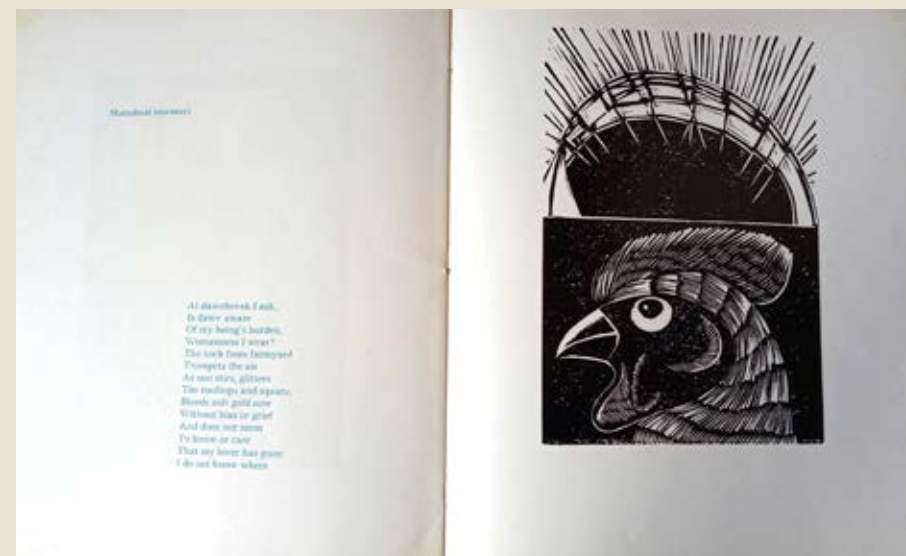 At dawnbreak I ask,
Is dawn aware
Of my being's burden,
Womanness I wear?
The cock from farmyard
Trumpets the air
As sun stirs, glitters
The rooftops and square,
Bleeds soft gold now
Without bias or grief
And does not seem
To know or care
That my lover has gone
I do not know where